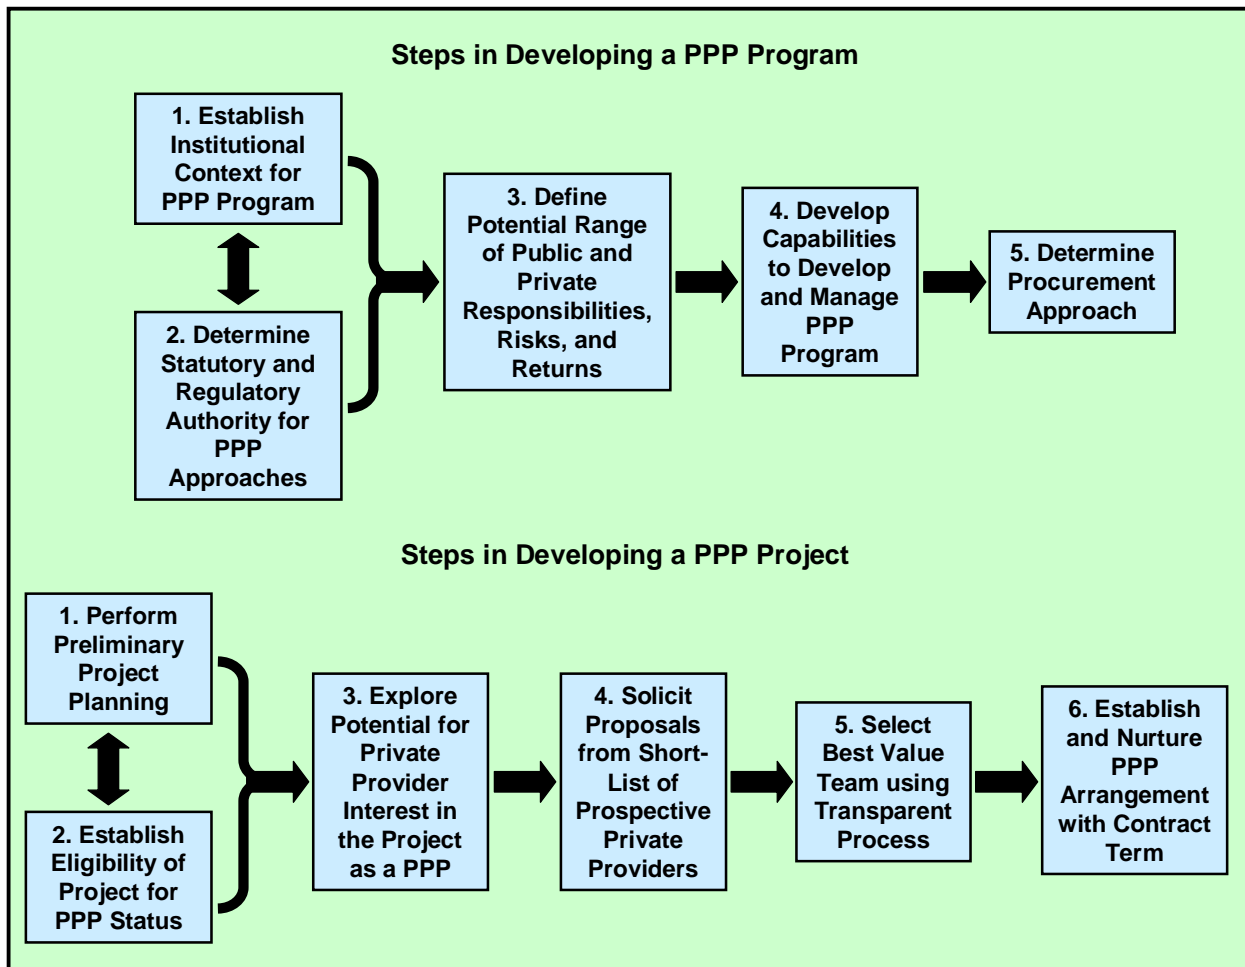 Steps in Developing a PPP Program
1. Establish
Institutional
Context for
PPP Program
2. Determine
Statutory and
Regulatory
Authority for
PPP
Approaches
3. Define
Potential Range
of Public and
Private
Responsibilities,
Risks, and
Returns
4. Develop
Capabilities
to Develop
and Manage
PPP
Program
5. Determine
Procurement
Approach
Steps in Developing a PPP Project
1. Perform
Preliminary
Project
Planning
2. Establish
Eligibility of
Project for
PPP Status
3. Explore
Potential for
Private
Provider
Interest in
the Project
as a PPP
4. Solicit
Proposals
from Short-
List of
Prospective
Private
Providers
5. Select
Best Value
Team using
Transparent
Process
6. Establish
and Nurture
PPP
Arrangement
with Contract
Term